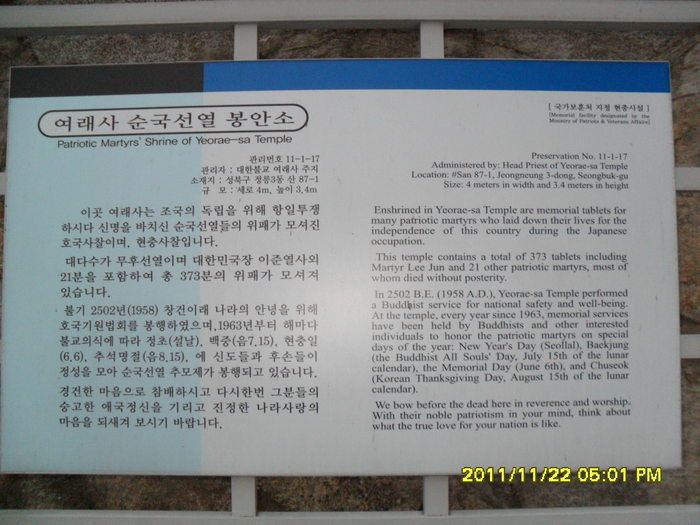 여래사 순국선열 봉안소
Patriotic Martyrs' Shrine of Yeorae-sa Temple
관리번호 11-1-17
관리자 : 대한불교 여래사 주지
소재지 : 성북구 정릉3동 산 87-1
규 모 : 세로 4m, 높이 3.4m
이곳 여래사는 조국의 독립을 위해 항일투쟁
하시다 신명을 바치신 순국선열들의 위패가 모셔진
호국사찰이며, 현충사찰입니다.
대다수가 무후선열이며 대한민국장 이준열사외
21분을 포함하여 총 373분의 위패가 모셔져
있습니다.
불기 2502년(1958) 창건이래 나라의 안녕을 위해
호국기원법회를 봉행하였으며, 1963년부터 해마다
불교의식에 따라 정초(설날), 백중(음7.15), 현충일
(6.6), 추석명절(음8.15), 에 신도들과 후손들이
정성을 모아 순국선열 추모제가 봉행되고 있습니다.
경건한 마음으로 참배하시고 다시한번 그분들의
숭고한 애국정신을 기리고 진정한 나라사랑의
마음을 되새겨 보시기 바랍니다.
[ 국가보훈처 지정 현충시설 ]
[Memorial facility designated by the
Ministry of Patriots & Veterans Affairs]
Preservation No. 11-1-17
Administered by: Head Priest of Yeorae-sa Temple
Location: #San 87-1, Jeongneung 3-dong, Seongbuk-gu
Size: 4 meters in width and 3.4 meters in height
Enshrined in Yeorae-sa Temple are memorial tablets for
many patriotic martyrs who laid down their lives for the
independence of this country during the Japanese
occupation.
This temple contains a total of 373 tablets including
Martyr Lee Jun and 21 other patriotic martyrs, most of
whom died without posterity.
In 2502 B.E. (1958 A.D.), Yeorae-sa Temple performed
a Buddhist service for national safety and well-being.
At the temple, every year since 1963, memorial services
have been held by Buddhists and other interested
individuals to honor the patriotic martyrs on special
days of the year: New Year's Day (Seollal), Baekjung
(the Buddhist All Souls' Day, July 15th of the lunar
calendar), the Memorial Day (June 6th), and Chuseok
(Korean Thanksgiving Day, August 15th of the lunar
calendar).
We bow before the dead here in reverence and worship.
With their noble patriotism in your mind, think about
what the true love for your nation is like.
2011/11/22 05:01 PM